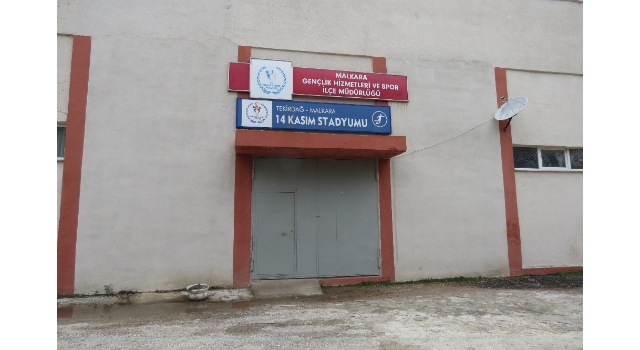 MALKARA
GENÇLİK HİZMETLERİ VE SPOR
İLÇE MÜDÜRLÜĞÜ
TEKİRDAĞ - MALKARA
14 KASIM STADYUMU